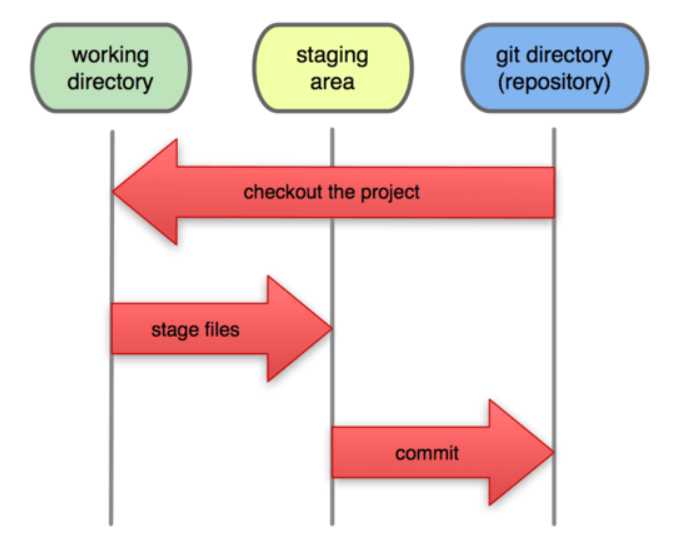 working
directory
staging
area
git directory
(repository)
checkout the project
stage files
commit